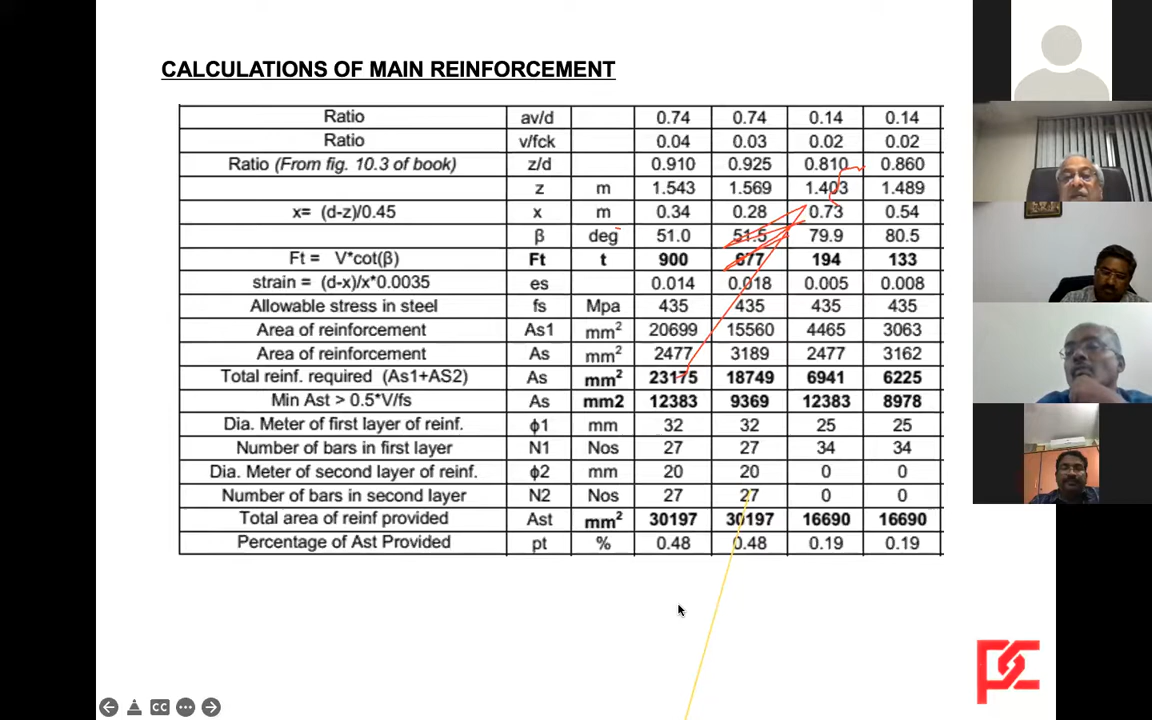 CALCULATIONS OF MAIN REINFORCEMENT
Ratio av/d 0.74 0.74 0.14 0.14
Ratio v/fck 0.04 0.03 0.02 0.02
Ratio (From fig. 10.3 of book) z/d 0.910 0.925 0.810 0.860
z m 1.543 1.569 1.403 1.489
x= (d-z)/0.45 x m 0.34 0.28 0.73 0.54
β deg 51.0 51.5 79.9 80.5
Ft = V*cot(β) Ft t 900 677 194 133
strain = (d-x)/x*0.0035 es 0.014 0.018 0.005 0.008
Allowable stress in steel fs Mpa 435 435 435 435
Area of reinforcement As1 mm² 20699 15560 4465 3063
Area of reinforcement As mm² 2477 3189 2477 3162
Total reinf. required (As1+AS2) As mm² 23175 18749 6941 6225
Min Ast > 0.5*V/fs As mm2 12383 9369 12383 8978
Dia. Meter of first layer of reinf. ϕ1 mm 32 32 25 25
Number of bars in first layer N1 Nos 27 27 34 34
Dia. Meter of second layer of reinf. ϕ2 mm 20 20 0 0
Number of bars in second layer N2 Nos 27 27 0 0
Total area of reinf provided Ast mm² 30197 30197 16690 16690
Percentage of Ast Provided pt % 0.48 0.48 0.19 0.19
CC